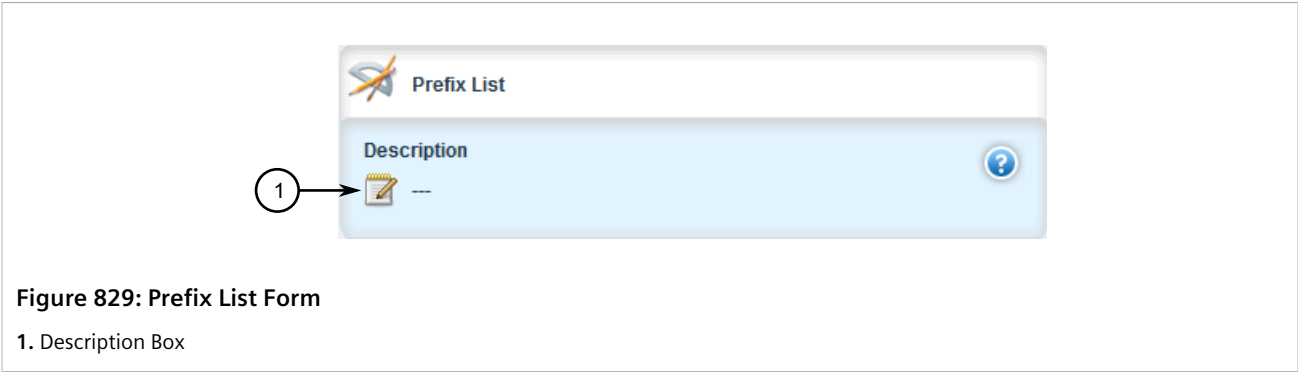 Prefix List
Description
1
---
?
Figure 829: Prefix List Form
1. Description Box